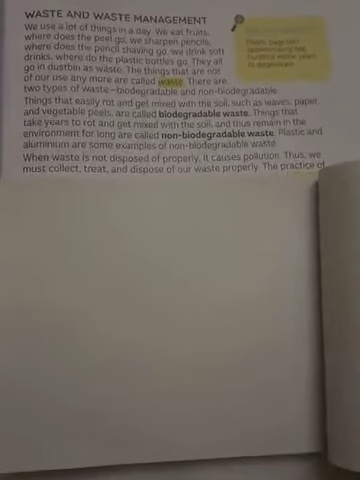 WASTE AND WASTE MANAGEMENT
We use a lot of things in a day. We eat fruits,
where does the peel go, we sharpen pencils,
where does the pencil shaving go, we drink soft
drinks, where do the plastic bottles go. They all
go in dustbin as waste. The things that are not
of our use any more are called waste. There are
two types of waste—biodegradable and non-biodegradable.
Things that easily rot and get mixed with the soil, such as leaves, paper,
and vegetable peels, are called biodegradable waste. Things that
take years to rot and get mixed with the soil, and thus remain in the
environment for long are called non-biodegradable waste. Plastic and
aluminium are some examples of non-biodegradable waste.
When waste is not disposed of properly, it causes pollution. Thus, we
must collect, treat, and dispose of our waste properly. The practice of
Plastic bags take
hundred
to degenerate